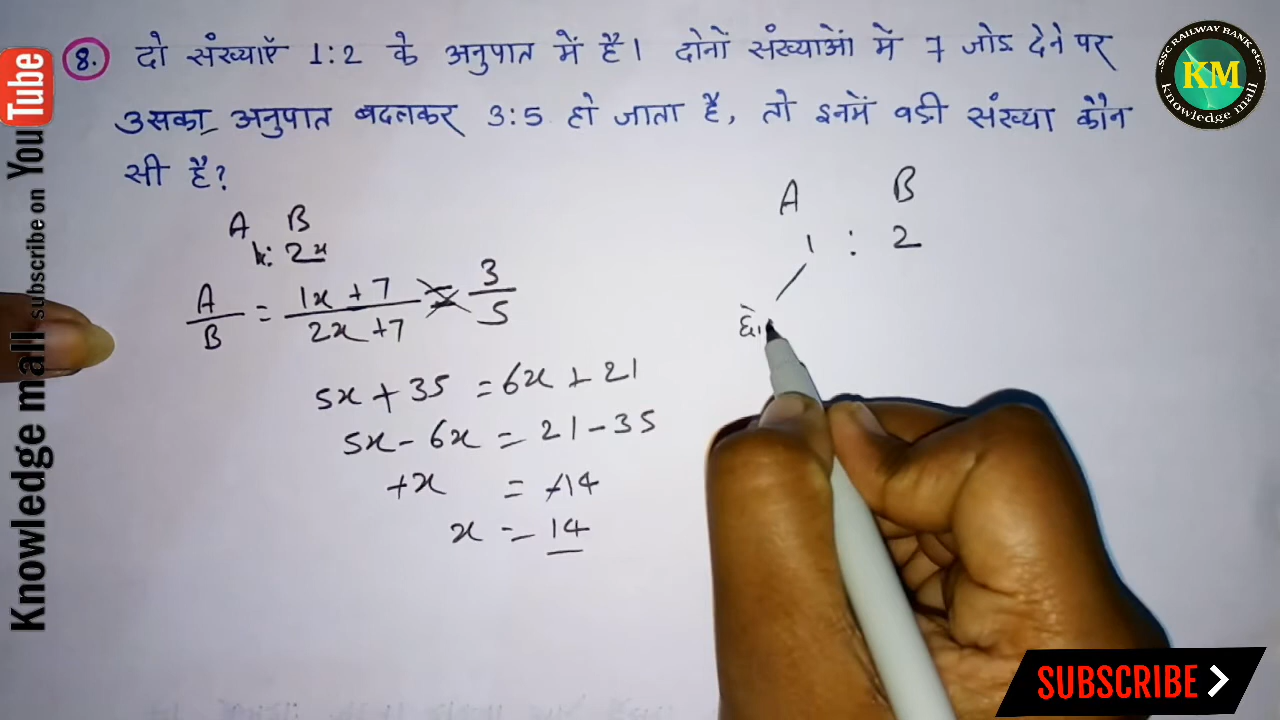 8. दो संख्याएँ 1:2 के अनुपात में है। दोनों संख्याओं में 7 जोड देने पर
उसका अनुपात बदलकर 3:5 हो जाता है, तो इनमें बडी संख्या कौन
सी है?
A B
: 2x
A/B = 1x + 7 / 2x + 7 = 3/5
5x + 35 = 6x + 21
5x - 6x = 21 - 35
+x = -14
x = 14
A B
1 : 2
Knowledge mall subscribe on YouTube
SSC RAILWAY BANK etc.
KM
knowledge mall
SUBSCRIBE